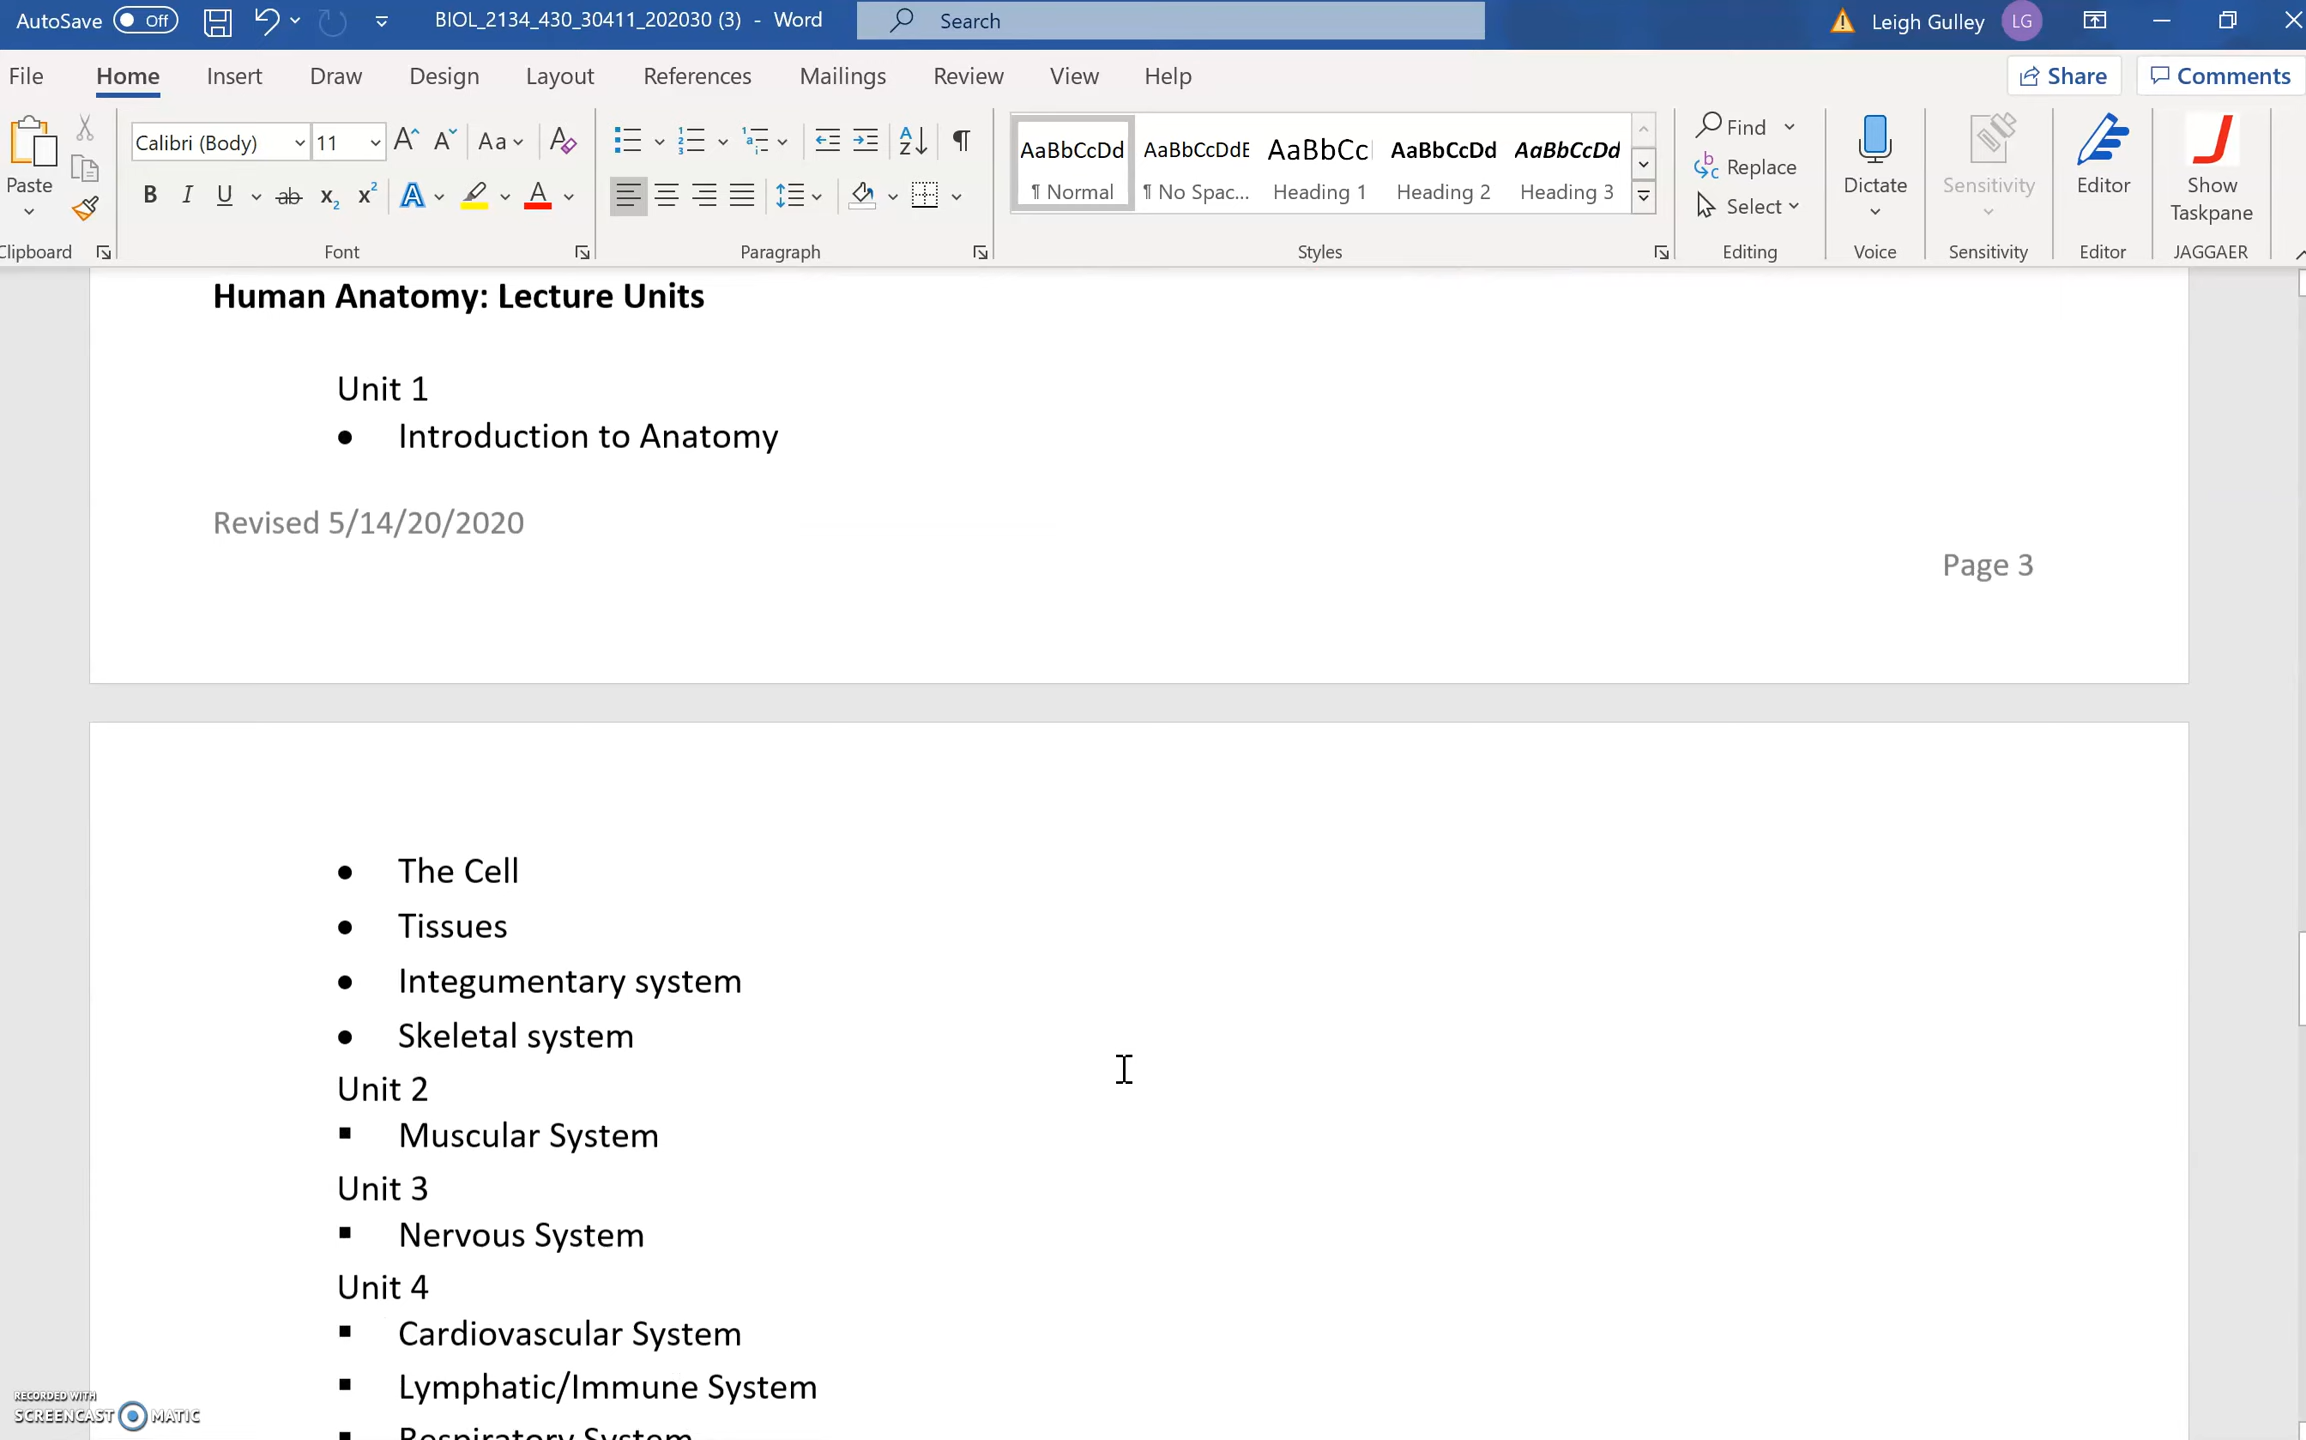 AutoSave Off BIOL_2134_430_30411_202030 (3) - Word Search Leigh Gulley LG
File Home Insert Draw Design Layout References Mailings Review View Help Share Comments
Calibri (Body) 11 Aa AaBbCcDd AaBbCcDdE AaBbCc AaBbCcDd AaBbCcDd Find
Paste Replace Dictate Sensitivity Editor Show
B I U ab x2 x2 A A ¶ Normal ¶ No Spac... Heading 1 Heading 2 Heading 3 Select Taskpane
Clipboard Font Paragraph Styles Editing Voice Sensitivity Editor JAGGAER
Human Anatomy: Lecture Units
Unit 1
● Introduction to Anatomy
Revised 5/14/20/2020
Page 3
● The Cell
● Tissues
● Integumentary system
● Skeletal system
Unit 2
▪ Muscular System
Unit 3
▪ Nervous System
Unit 4
▪ Cardiovascular System
▪ Lymphatic/Immune System
▪ Respiratory System
RECORDED WITH
SCREENCAST MATIC